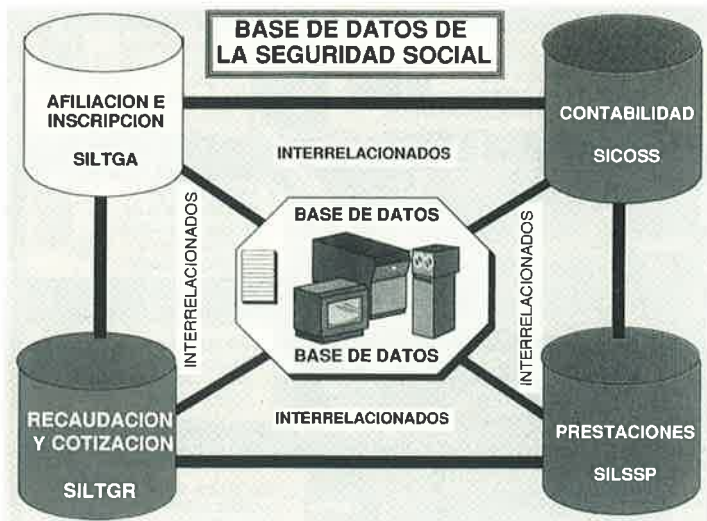 BASE DE DATOS DE
LA SEGURIDAD SOCIAL
AFILIACION E
INSCRIPCION
SILTGA
CONTABILIDAD
SICOSS
INTERRELACIONADOS
INTERRELACIONADOS
BASE DE DATOS
BASE DE DATOS
INTERRELACIONADOS
INTERRELACIONADOS
RECAUDACION
Y COTIZACION
SILTGR
PRESTACIONES
SILSSP